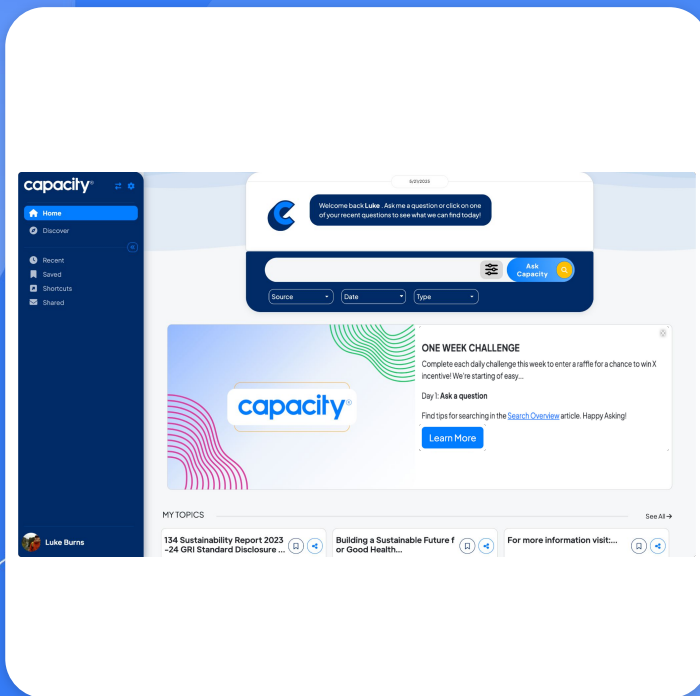 capacity®
Home
Discover
Recent
Saved
Shortcuts
Shared
Luke Burns
5/21/2025
Welcome back Luke . Ask me a question or click on one
of your recent questions to see what we can find today!
Ask
Capacity
Source
Date
Type
capacity®
ONE WEEK CHALLENGE
Complete each daily challenge this week to enter a raffle for a chance to win X
incentive! We're starting of easy...
Day 1: Ask a question
Find tips for searching in the Search Overview article. Happy Asking!
Learn More
MY TOPICS
See All →
134 Sustainability Report 2023
-24 GRI Standard Disclosure ...
Building a Sustainable Future f
or Good Health...
For more information visit:...